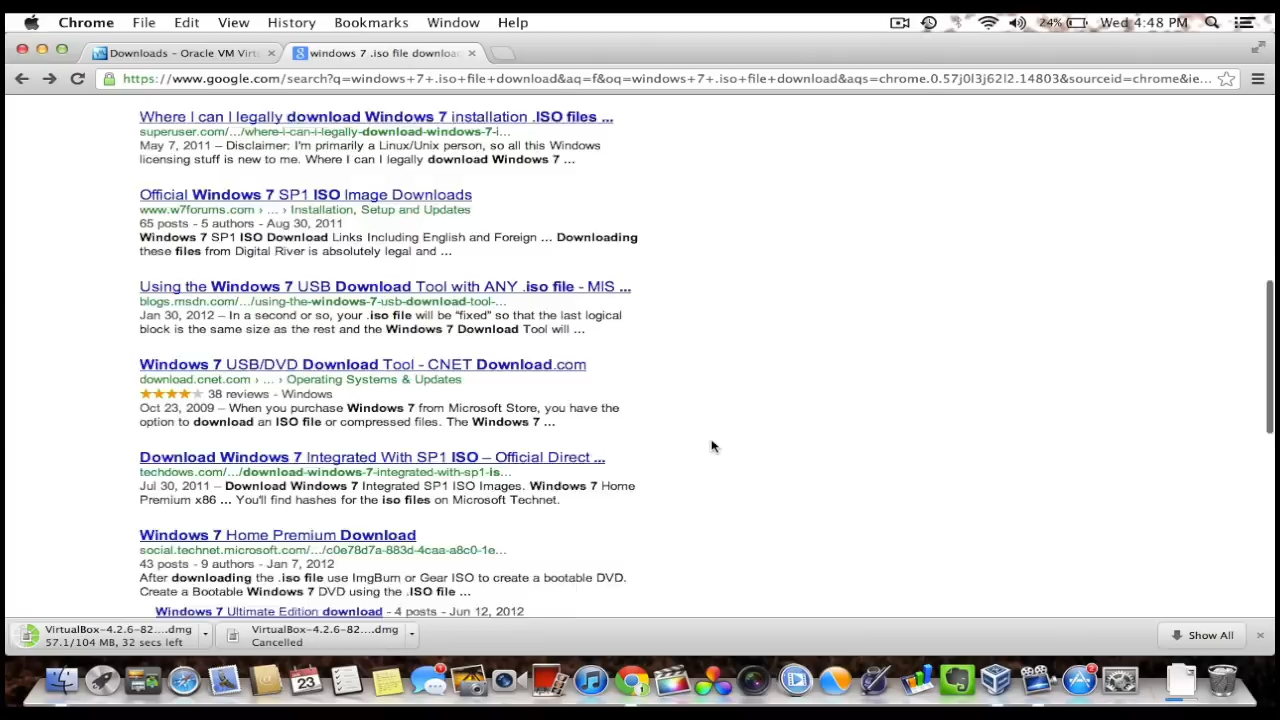 Chrome File Edit View History Bookmarks Window Help 24% Wed 4:48 PM
Downloads – Oracle VM Virtu
windows 7 .iso file downloa
https://www.google.com/search?q=windows+7+.iso+file+download&aq=f&oq=windows+7+.iso+file+download&aqs=chrome.0.57j0l3j62l2.14803&sourceid=chrome&ie...
Where I can I legally download Windows 7 installation .ISO files ...
superuser.com/.../where-i-can-i-legally-download-windows-7-i...
May 7, 2011 – Disclaimer: I'm primarily a Linux/Unix person, so all this Windows
licensing stuff is new to me. Where I can I legally download Windows 7 ...
Official Windows 7 SP1 ISO Image Downloads
www.w7forums.com › ... › Installation, Setup and Updates
65 posts - 5 authors - Aug 30, 2011
Windows 7 SP1 ISO Download Links Including English and Foreign ... Downloading
these files from Digital River is absolutely legal and ...
Using the Windows 7 USB Download Tool with ANY .iso file - MIS ...
blogs.msdn.com/.../using-the-windows-7-usb-download-tool-...
Jan 30, 2012 – In a second or so, your .iso file will be “fixed” so that the last logical
block is the same size as the rest and the Windows 7 Download Tool will ...
Windows 7 USB/DVD Download Tool - CNET Download.com
download.cnet.com › ... › Operating Systems & Updates
38 reviews - Windows
Oct 23, 2009 – When you purchase Windows 7 from Microsoft Store, you have the
option to download an ISO file or compressed files. The Windows 7 ...
Download Windows 7 Integrated With SP1 ISO – Official Direct ...
techdows.com/.../download-windows-7-integrated-with-sp1-is...
Jul 30, 2011 – Download Windows 7 Integrated SP1 ISO Images. Windows 7 Home
Premium x86 ... You'll find hashes for the iso files on Microsoft Technet.
Windows 7 Home Premium Download
social.technet.microsoft.com/.../c0e78d7a-883d-4caa-a8c0-1e...
43 posts - 9 authors - Jan 7, 2012
After downloading the .iso file use ImgBurn or Gear ISO to create a bootable DVD.
Create a Bootable Windows 7 DVD using the .ISO file ...
Windows 7 Ultimate Edition download - 4 posts - Jun 12, 2012
VirtualBox-4.2.6-82....dmg
57.1/104 MB, 32 secs left
VirtualBox-4.2.6-82....dmg
Cancelled
Show All
23